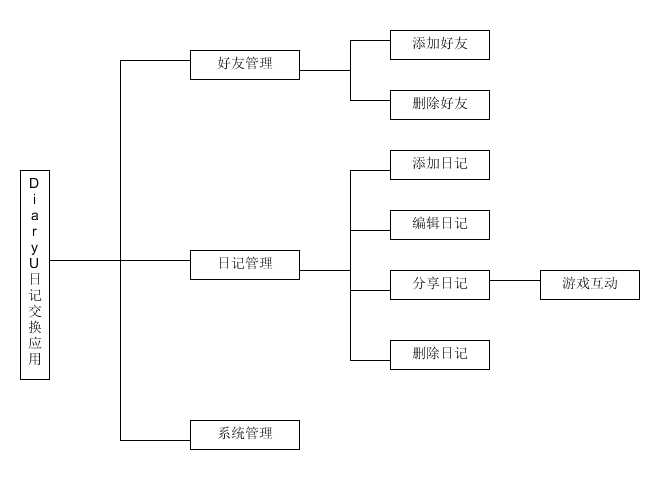 DiaryU日记交换应用
好友管理
添加好友
删除好友
日记管理
添加日记
编辑日记
分享日记
游戏互动
删除日记
系统管理